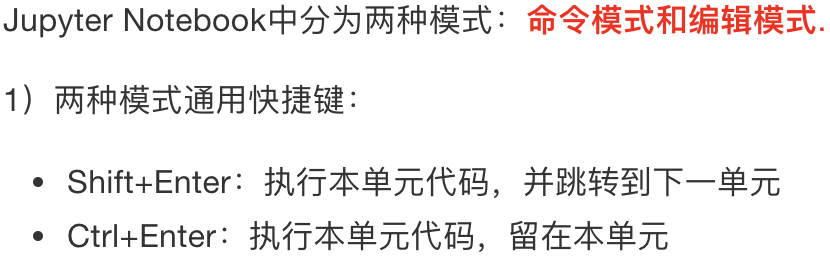 Jupyter Notebook中分为两种模式：命令模式和编辑模式.
1）两种模式通用快捷键：
• Shift+Enter：执行本单元代码，并跳转到下一单元
• Ctrl+Enter：执行本单元代码，留在本单元